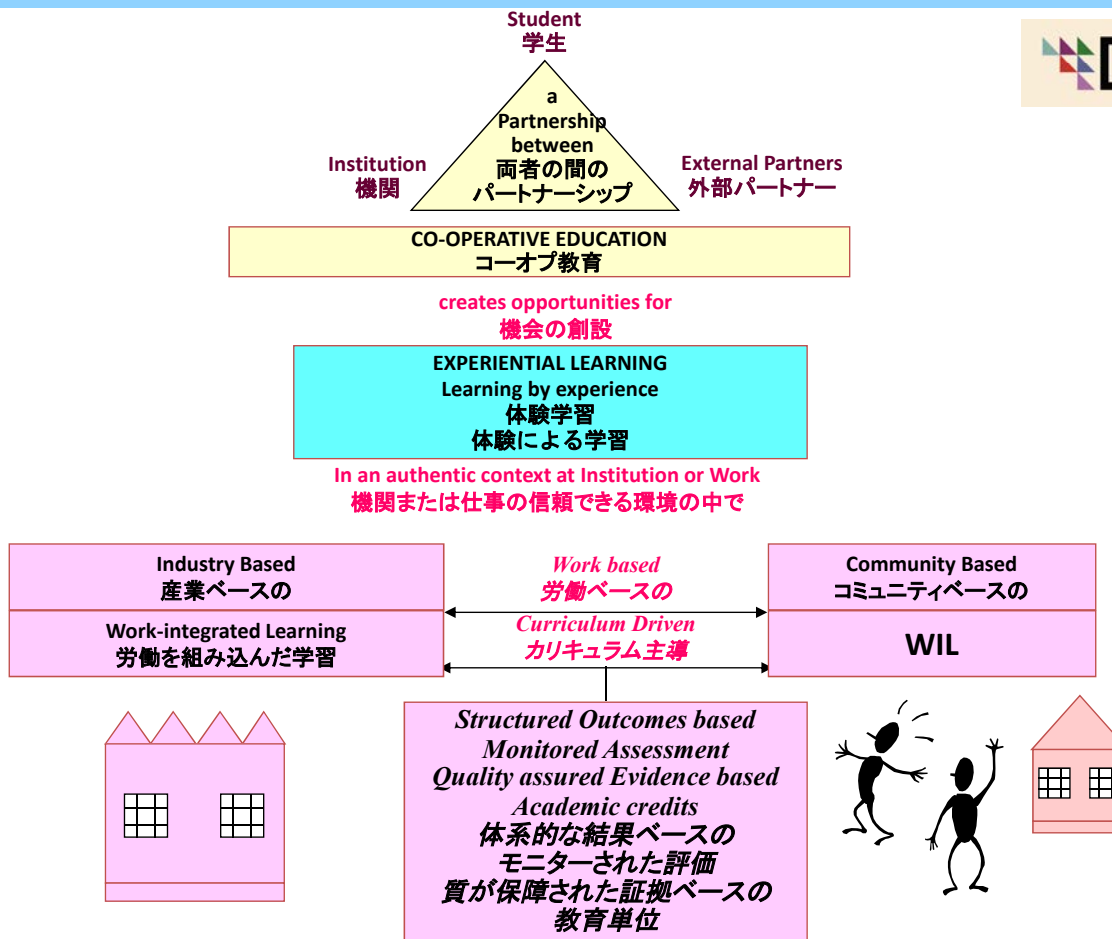 Student
学生
a
Partnership
between
両者の間の
パートナーシップ
Institution
機関
External Partners
外部パートナー
CO-OPERATIVE EDUCATION
コーオプ教育
creates opportunities for
機会の創設
EXPERIENTIAL LEARNING
Learning by experience
体験学習
体験による学習
In an authentic context at Institution or Work
機関または仕事の信頼できる環境の中で
Industry Based
産業ベースの
Work-integrated Learning
労働を組み込んだ学習
Work based
労働ベースの
Curriculum Driven
カリキュラム主導
Community Based
コミュニティベースの
WIL
Structured Outcomes based
Monitored Assessment
Quality assured Evidence based
Academic credits
体系的な結果ベースの
モニターされた評価
質が保障された証拠ベースの
教育単位